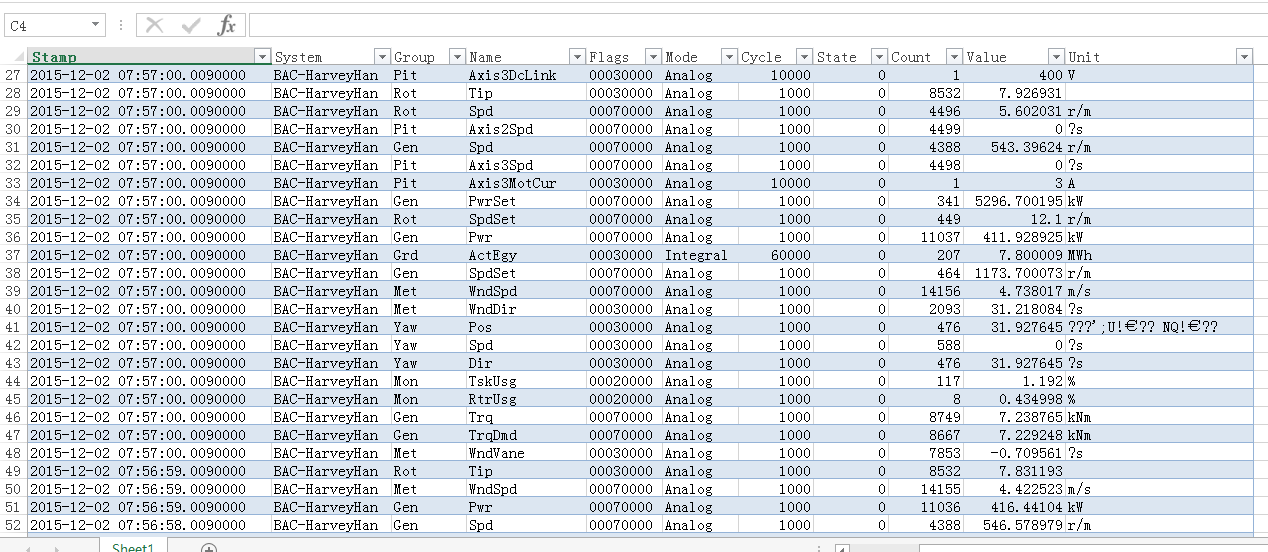 C4 fx
Stamp System Group Name Flags Mode Cycle State Count Value Unit
27 2015-12-02 07:57:00.0090000 BAC-HarveyHan Pit Axis3DcLink 00030000 Analog 10000 0 1 400 V
28 2015-12-02 07:57:00.0090000 BAC-HarveyHan Rot Tip 00030000 Analog 1000 0 8532 7.926931
29 2015-12-02 07:57:00.0090000 BAC-HarveyHan Rot Spd 00070000 Analog 1000 0 4496 5.602031 r/m
30 2015-12-02 07:57:00.0090000 BAC-HarveyHan Pit Axis2Spd 00070000 Analog 1000 0 4499 0 ?s
31 2015-12-02 07:57:00.0090000 BAC-HarveyHan Gen Spd 00070000 Analog 1000 0 4388 543.39624 r/m
32 2015-12-02 07:57:00.0090000 BAC-HarveyHan Pit Axis3Spd 00070000 Analog 1000 0 4498 0 ?s
33 2015-12-02 07:57:00.0090000 BAC-HarveyHan Pit Axis3MotCur 00030000 Analog 10000 0 1 3 A
34 2015-12-02 07:57:00.0090000 BAC-HarveyHan Gen PwrSet 00070000 Analog 1000 0 341 5296.700195 kW
35 2015-12-02 07:57:00.0090000 BAC-HarveyHan Rot SpdSet 00070000 Analog 1000 0 449 12.1 r/m
36 2015-12-02 07:57:00.0090000 BAC-HarveyHan Gen Pwr 00070000 Analog 1000 0 11037 411.928925 kW
37 2015-12-02 07:57:00.0090000 BAC-HarveyHan Grd ActEgy 00030000 Integral 60000 0 207 7.800009 MWh
38 2015-12-02 07:57:00.0090000 BAC-HarveyHan Gen SpdSet 00070000 Analog 1000 0 464 1173.700073 r/m
39 2015-12-02 07:57:00.0090000 BAC-HarveyHan Met WndSpd 00070000 Analog 1000 0 14156 4.738017 m/s
40 2015-12-02 07:57:00.0090000 BAC-HarveyHan Met WndDir 00030000 Analog 1000 0 2093 31.218084 ?s
41 2015-12-02 07:57:00.0090000 BAC-HarveyHan Yaw Pos 00030000 Analog 1000 0 476 31.927645 ???';U!€?? NQ!€??
42 2015-12-02 07:57:00.0090000 BAC-HarveyHan Yaw Spd 00030000 Analog 1000 0 588 0 ?s
43 2015-12-02 07:57:00.0090000 BAC-HarveyHan Yaw Dir 00030000 Analog 1000 0 476 31.927645 ?s
44 2015-12-02 07:57:00.0090000 BAC-HarveyHan Mon TskUsg 00020000 Analog 1000 0 117 1.192 %
45 2015-12-02 07:57:00.0090000 BAC-HarveyHan Mon RtrUsg 00020000 Analog 1000 0 8 0.434998 %
46 2015-12-02 07:57:00.0090000 BAC-HarveyHan Gen Trq 00070000 Analog 1000 0 8749 7.238765 kNm
47 2015-12-02 07:57:00.0090000 BAC-HarveyHan Gen TrqDmd 00070000 Analog 1000 0 8667 7.229248 kNm
48 2015-12-02 07:57:00.0090000 BAC-HarveyHan Met WndVane 00030000 Analog 1000 0 7853 -0.709561 ?s
49 2015-12-02 07:56:59.0090000 BAC-HarveyHan Rot Tip 00030000 Analog 1000 0 8532 7.831193
50 2015-12-02 07:56:59.0090000 BAC-HarveyHan Met WndSpd 00070000 Analog 1000 0 14155 4.422523 m/s
51 2015-12-02 07:56:59.0090000 BAC-HarveyHan Gen Pwr 00070000 Analog 1000 0 11036 416.44104 kW
52 2015-12-02 07:56:58.0090000 BAC-HarveyHan Gen Spd 00070000 Analog 1000 0 4388 546.578979 r/m
Sheet1